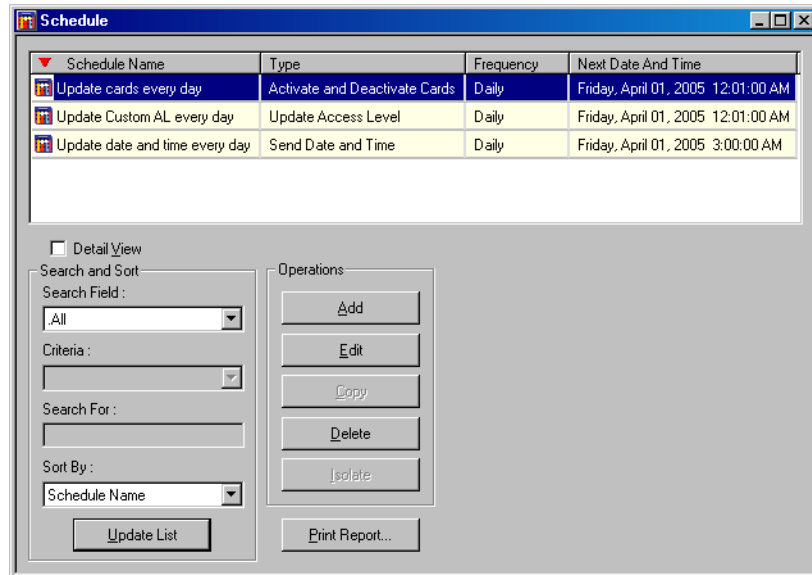 Schedule
Schedule Name Type Frequency Next Date And Time
Update cards every day Activate and Deactivate Cards Daily Friday, April 01, 2005 12:01:00 AM
Update Custom AL every day Update Access Level Daily Friday, April 01, 2005 12:01:00 AM
Update date and time every day Send Date and Time Daily Friday, April 01, 2005 3:00:00 AM
Detail View
Search and Sort
Search Field :
.All
Criteria :
Search For :
Sort By :
Schedule Name
Update List
Operations
Add
Edit
Copy
Delete
Isolate
Print Report...